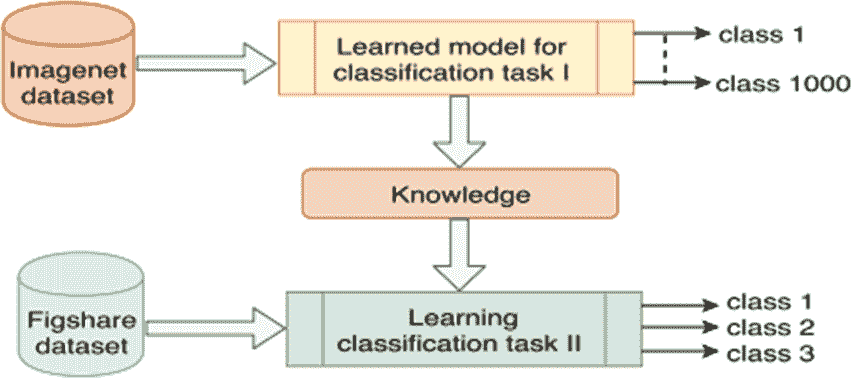 Imagenet
dataset
Learned model for
classification task I
class 1
class 1000
Knowledge
Figshare
dataset
Learning
classification task II
class 1
class 2
class 3